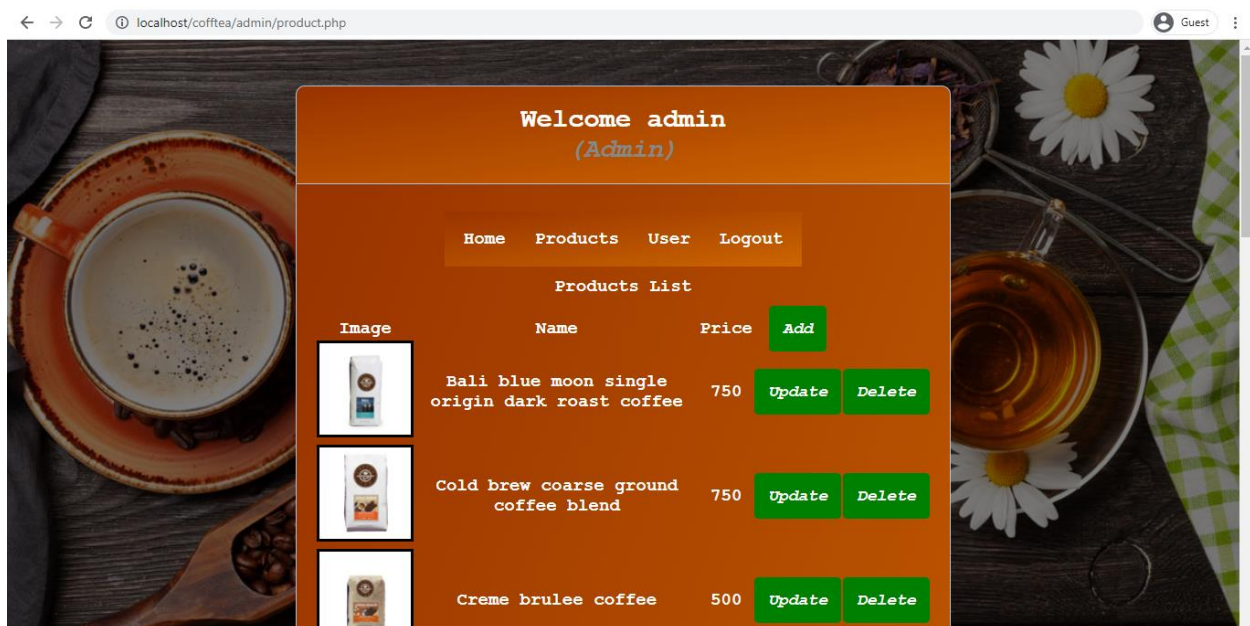 localhost/cofftea/admin/product.php
Guest
Welcome admin
(Admin)
Home Products User Logout
Products List
Image Name Price Add
Bali blue moon single
origin dark roast coffee
750 Update Delete
Cold brew coarse ground
coffee blend
750 Update Delete
Creme brulee coffee 500 Update Delete